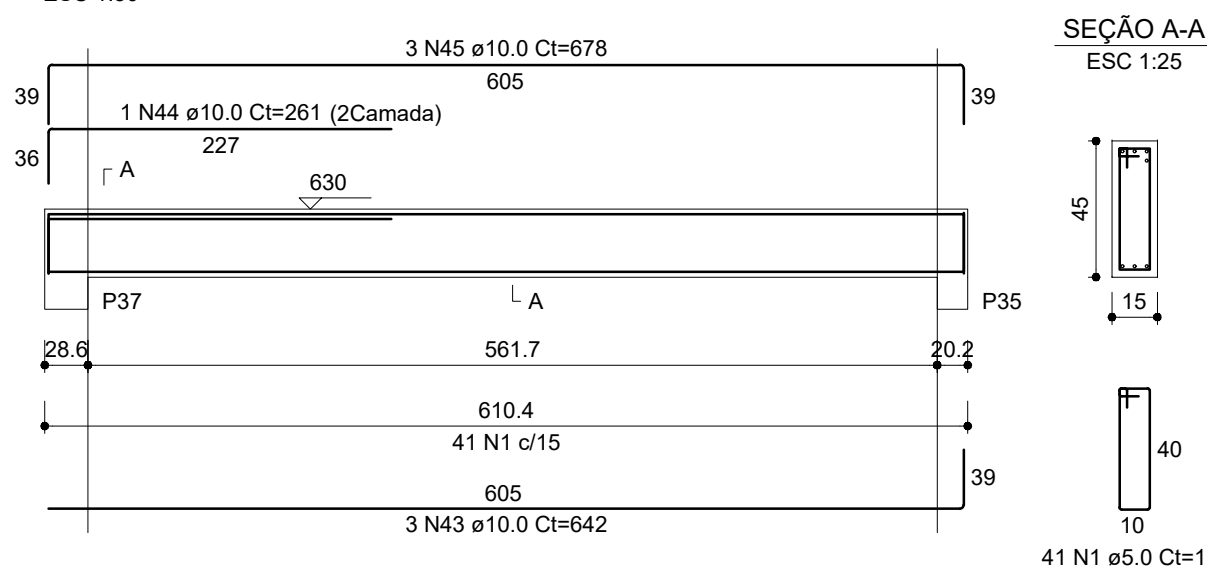 SEÇÃO A-A
ESC 1:25
3 N45 ø10.0 Ct=678
605
39
39
1 N44 ø10.0 Ct=261 (2Camada)
227
36
A
630
45
15
P37
A
P35
28.6
561.7
20.2
610.4
41 N1 c/15
39
605
3 N43 ø10.0 Ct=642
40
10
41 N1 ø5.0 Ct=1